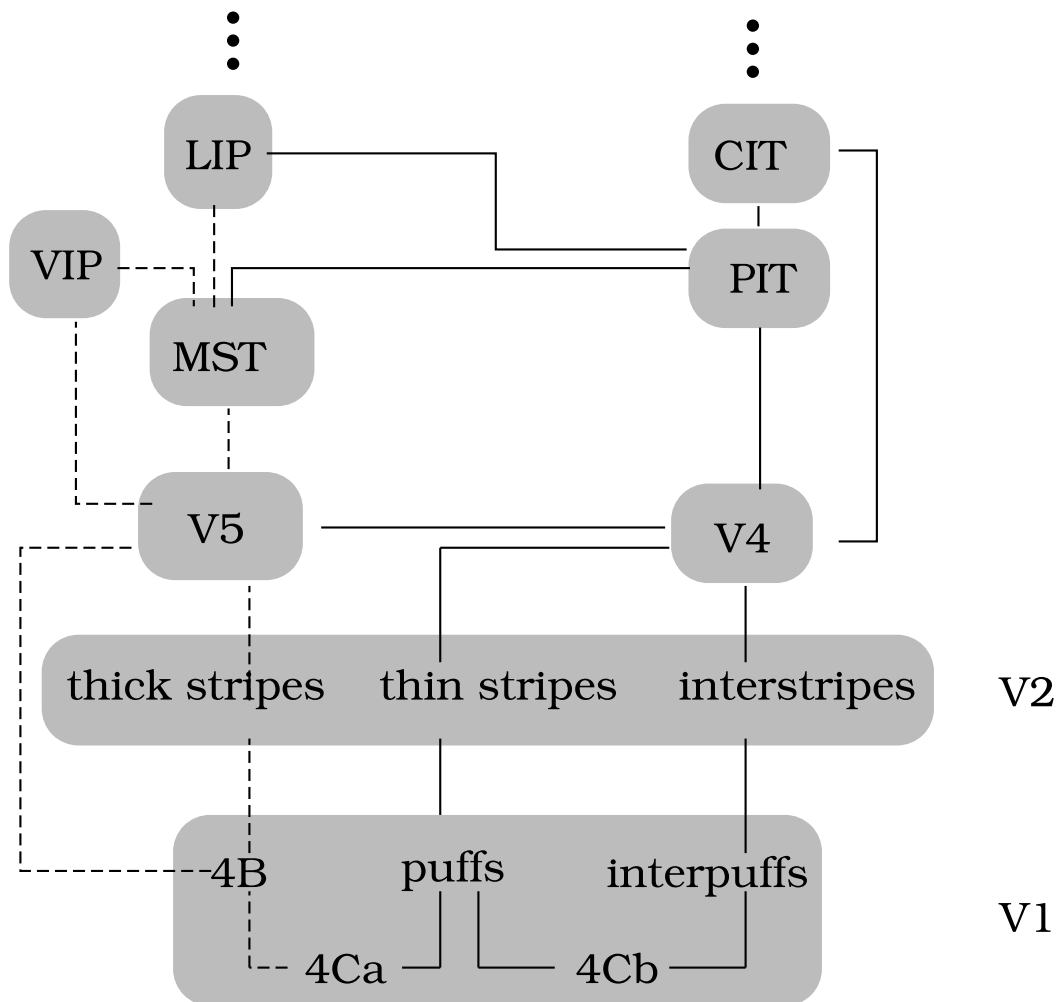 LIP
CIT
VIP
PIT
MST
V5
V4
thick stripes thin stripes interstripes V2
4B puffs interpuffs
V1
4Ca 4Cb